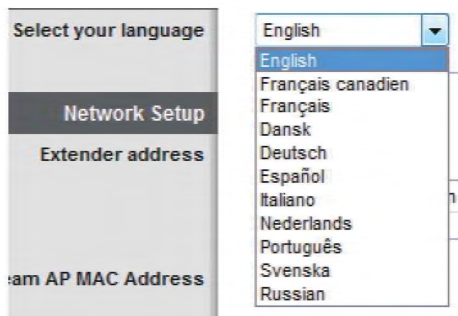 Select your language
English
English
Français canadien
Français
Dansk
Deutsch
Español
Italiano
Nederlands
Português
Svenska
Russian
Network Setup
Extender address
AP MAC Address